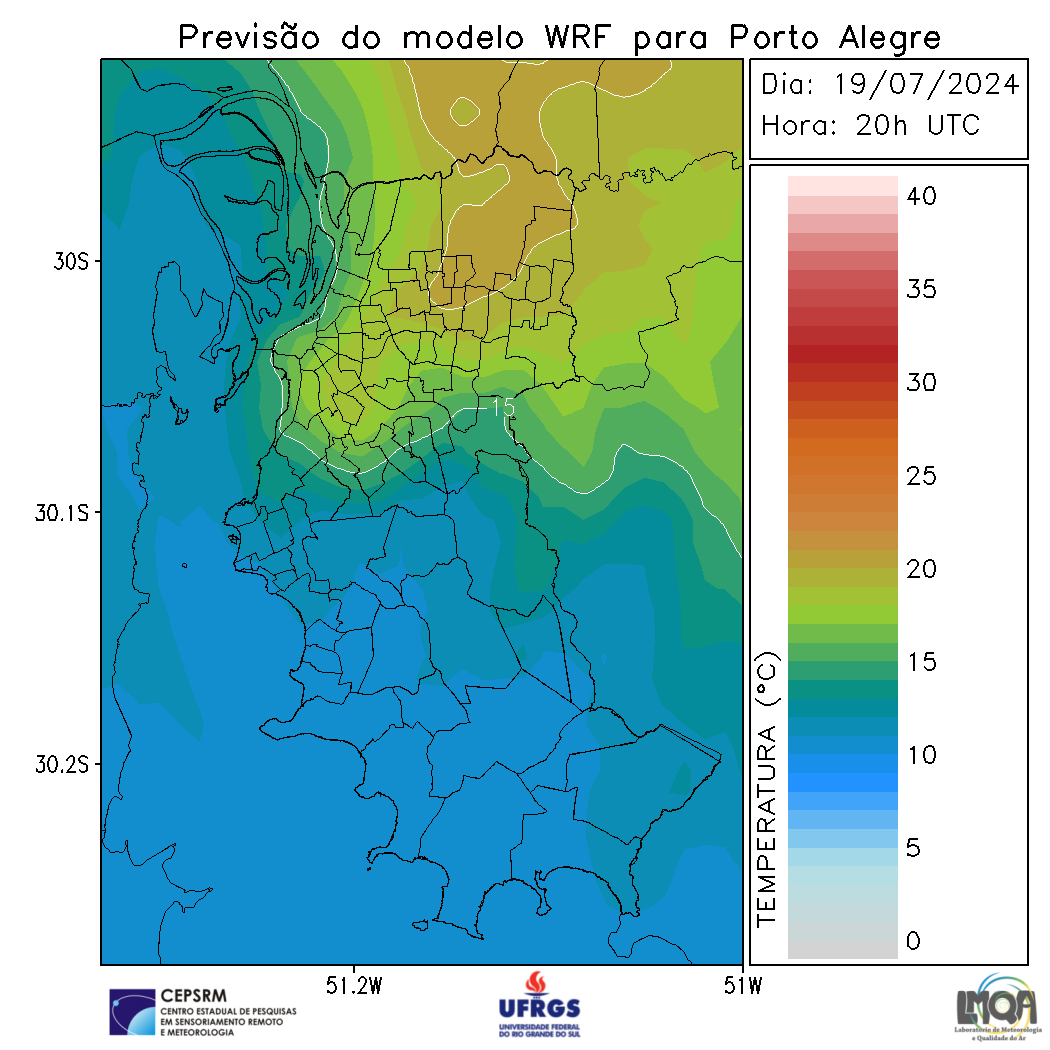 Previsão do modelo WRF para Porto Alegre
Dia: 19/07/2024
Hora: 20h UTC
40
35
30
25
20
15
10
5
0
TEMPERATURA (°C)
30S
30.1S
30.2S
15
51.2W
51W
CEPSRM
CENTRO ESTADUAL DE PESQUISAS
EM SENSORIAMENTO REMOTO
E METEOROLOGIA
UFRGS
UNIVERSIDADE FEDERAL
DO RIO GRANDE DO SUL
LMQA
Laboratório de Meteorologia
e Qualidade do Ar